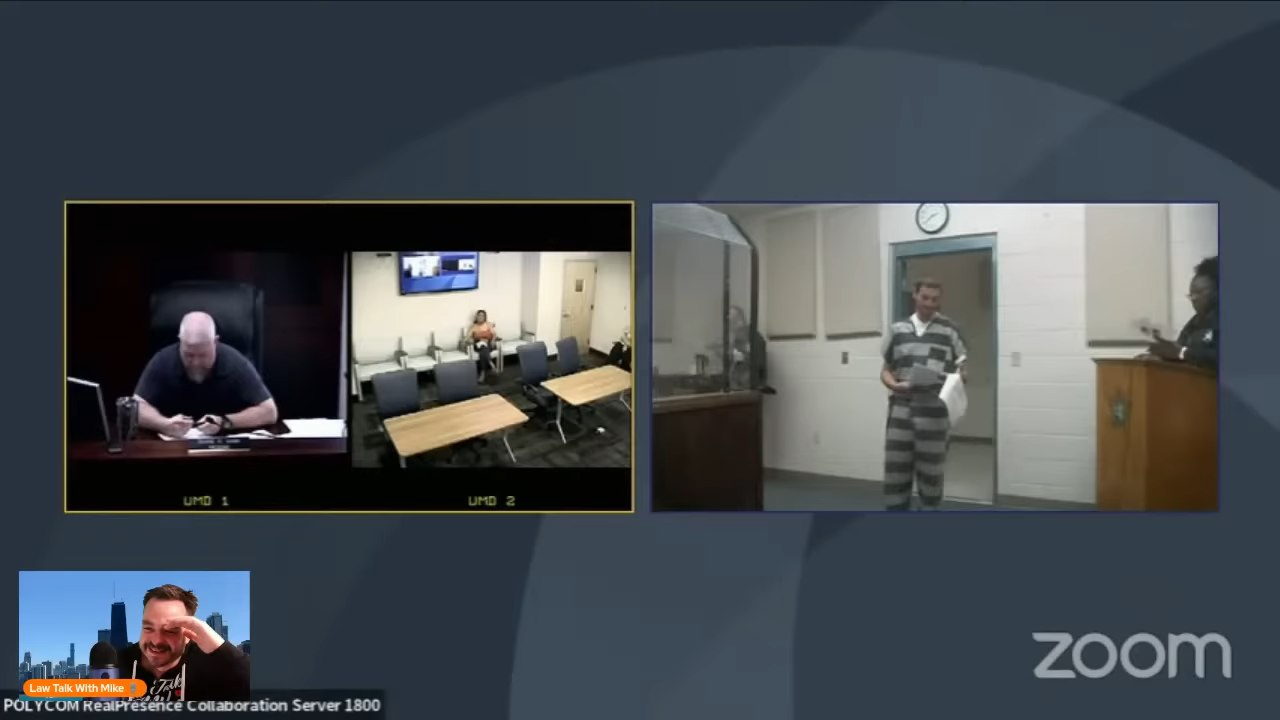 UMD 1
UMD 2
zoom
Law Talk With Mike
POLYCOM RealPresence Collaboration Server 1800